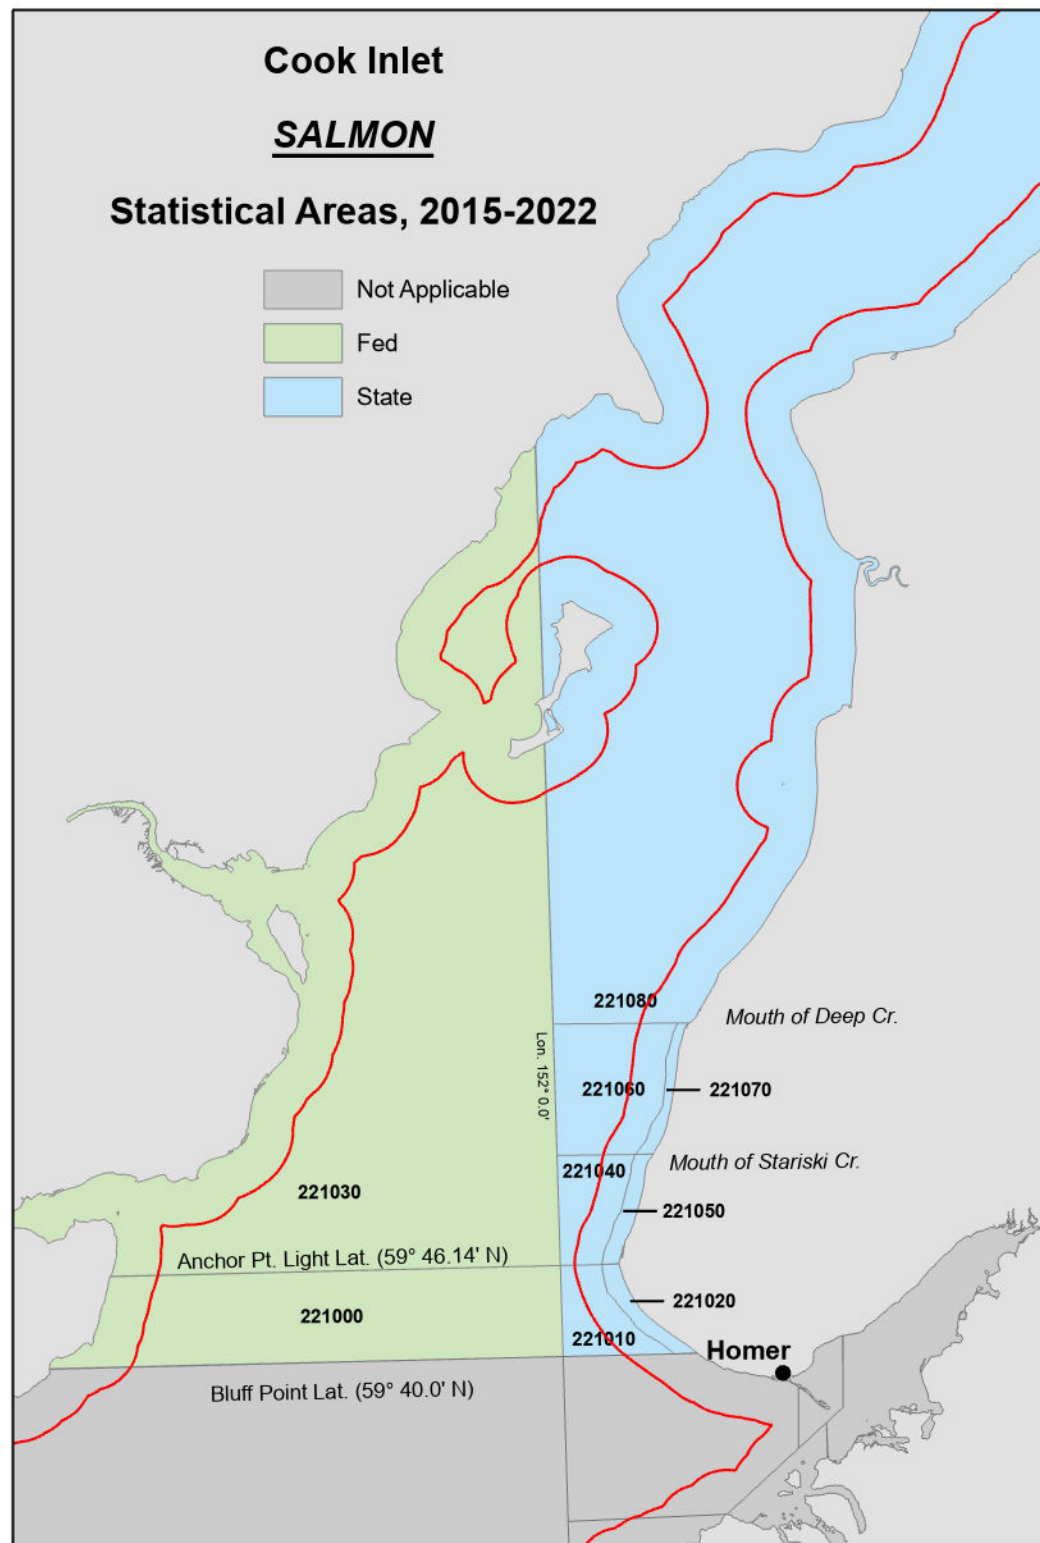 Cook Inlet
SALMON
Statistical Areas, 2015-2022
Not Applicable
Fed
State
221080
Mouth of Deep Cr.
Lon. 152° 0.0'
221060
221070
221040
Mouth of Stariski Cr.
221030
221050
Anchor Pt. Light Lat. (59° 46.14' N)
221020
221000
221010
Homer
Bluff Point Lat. (59° 40.0' N)